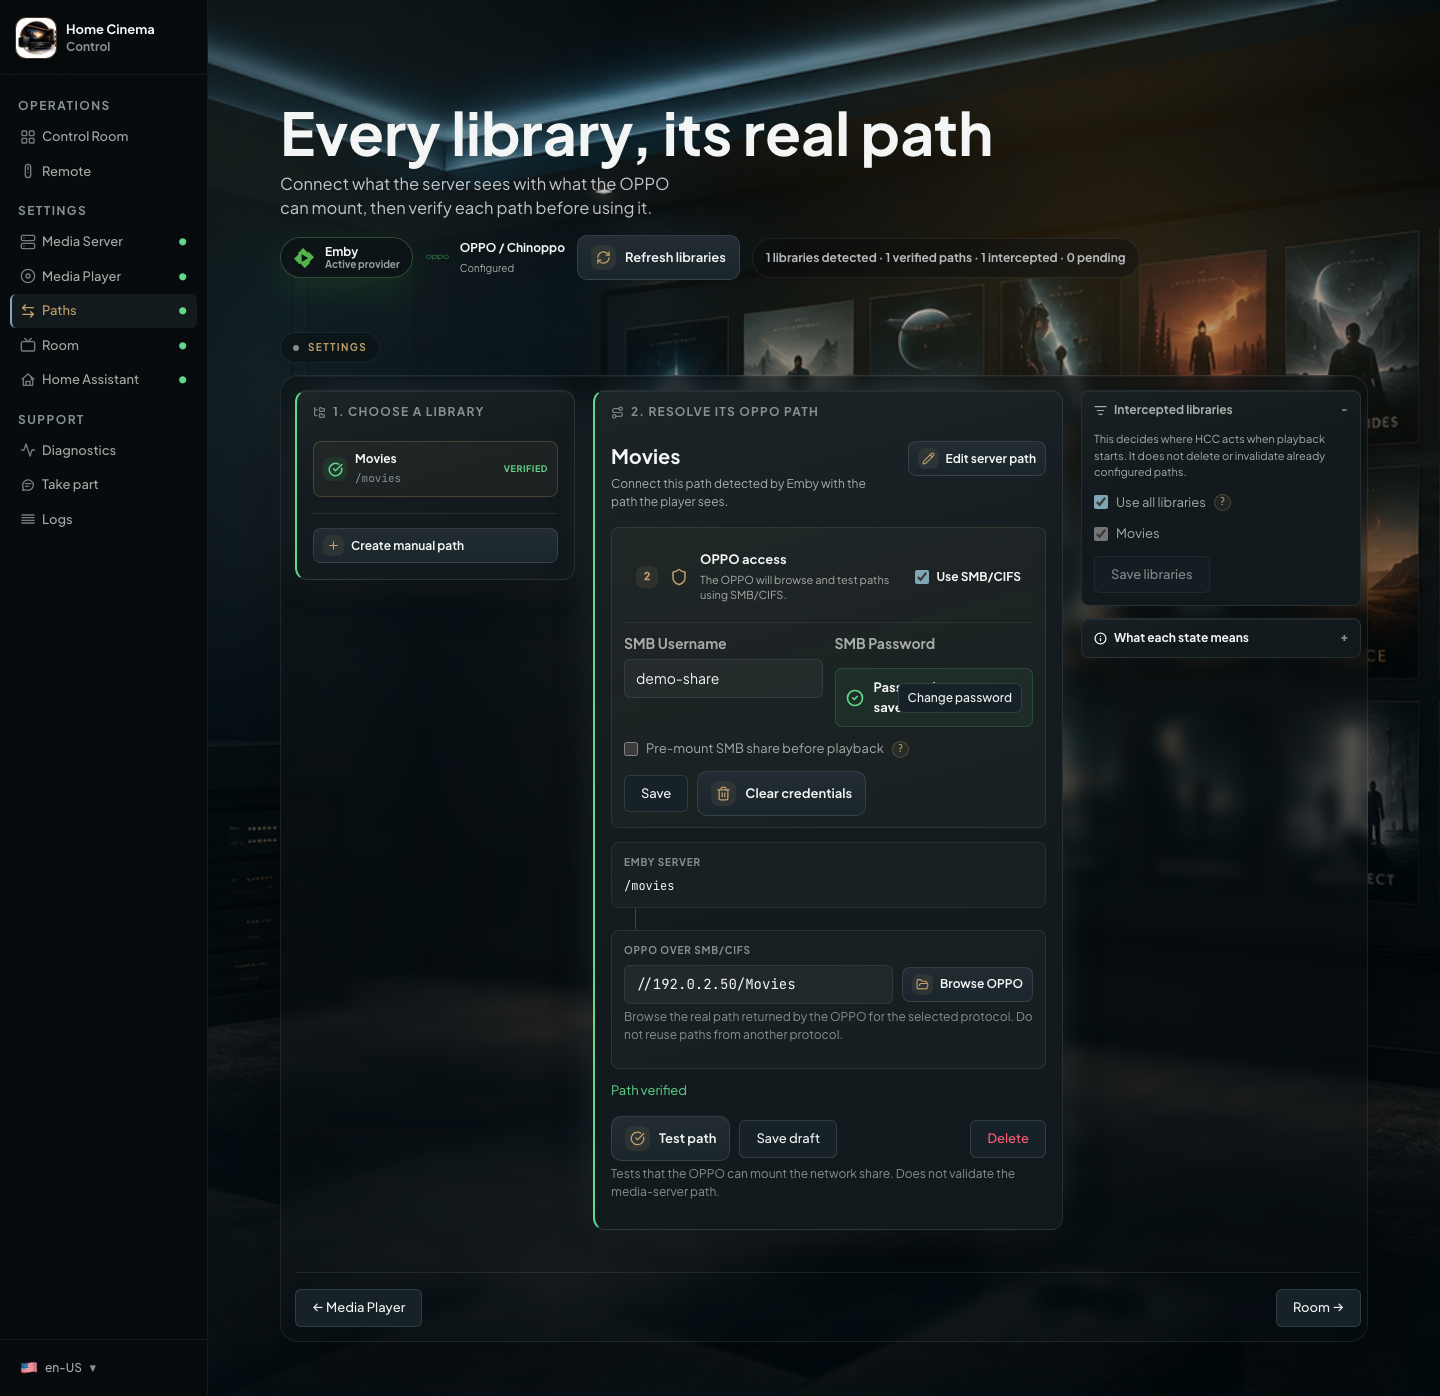 Home Cinema
Control
OPERATIONS
Control Room
Remote
SETTINGS
Media Server
Media Player
Paths
Room
Home Assistant
SUPPORT
Diagnostics
Take part
Logs
en-US
Every library, its real path
Connect what the server sees with what the OPPO
can mount, then verify each path before using it.
Emby
Active provider
oppo
OPPO / Chinoppo
Configured
Refresh libraries
1 libraries detected · 1 verified paths · 1 intercepted · 0 pending
SETTINGS
1. CHOOSE A LIBRARY
Movies
/movies
VERIFIED
Create manual path
2. RESOLVE ITS OPPO PATH
Movies
Edit server path
Connect this path detected by Emby with the
path the player sees.
2
OPPO access
The OPPO will browse and test paths
using SMB/CIFS.
Use SMB/CIFS
SMB Username
SMB Password
demo-share
Change password
Pre-mount SMB share before playback ?
Save
Clear credentials
EMBY SERVER
/movies
OPPO OVER SMB/CIFS
//192.0.2.50/Movies
Browse OPPO
Browse the real path returned by the OPPO for the selected protocol. Do
not reuse paths from another protocol.
Path verified
Test path
Save draft
Delete
Tests that the OPPO can mount the network share. Does not validate the
media-server path.
Intercepted libraries -
This decides where HCC acts when playback
starts. It does not delete or invalidate already
configured paths.
Use all libraries ?
Movies
Save libraries
What each state means +
← Media Player
Room →